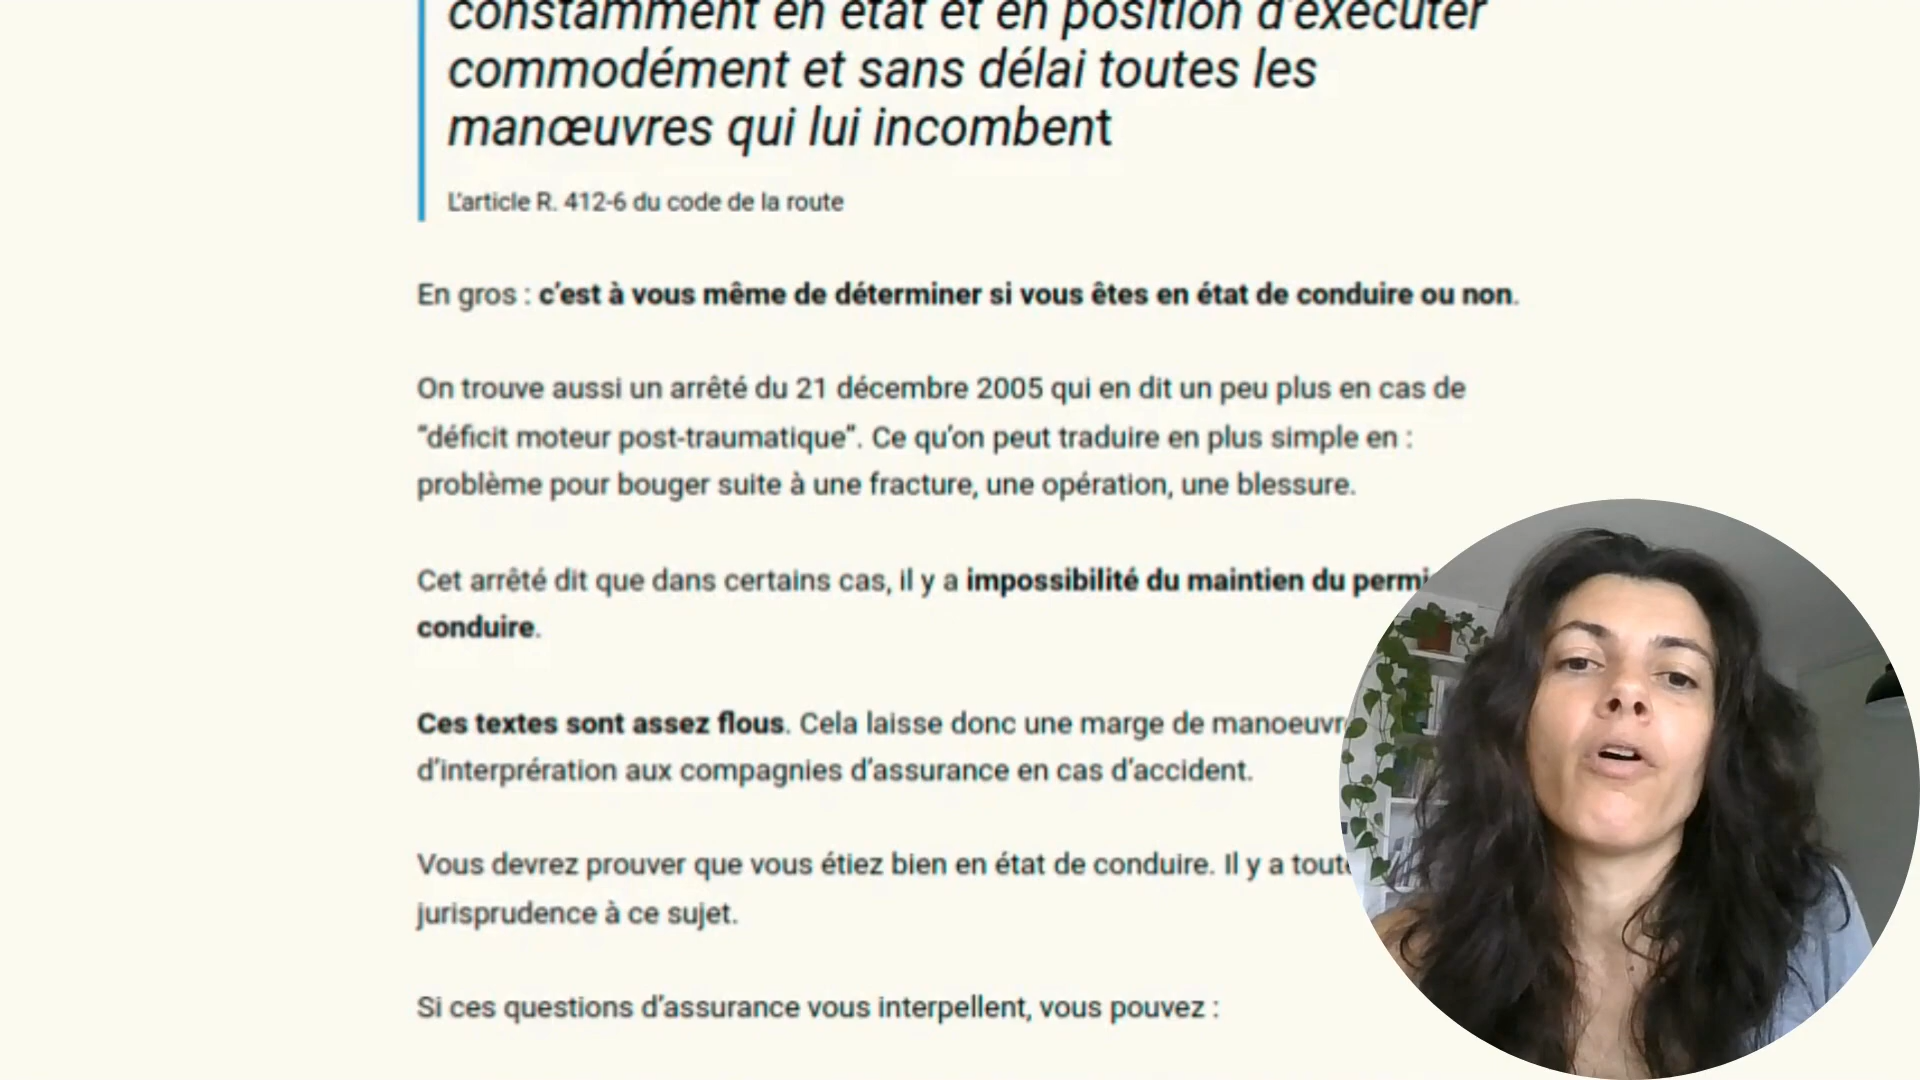 constamment en état et en position d'exécuter
commodément et sans délai toutes les
manœuvres qui lui incombent
L'article R. 412-6 du code de la route
En gros : c'est à vous même de déterminer si vous êtes en état de conduire ou non.
On trouve aussi un arrêté du 21 décembre 2005 qui en dit un peu plus en cas de
"déficit moteur post-traumatique". Ce qu'on peut traduire en plus simple en :
problème pour bouger suite à une fracture, une opération, une blessure.
Cet arrêté dit que dans certains cas, il y a impossibilité du maintien du
conduire.
Ces textes sont assez flous. Cela laisse donc une marge de
d'interprération aux compagnies d'assurance en cas d'accident.
Vous devrez prouver que vous étiez bien en état de conduire. Il y a
jurisprudence à ce sujet.
Si ces questions d'assurance vous interpellent, vous pouvez :